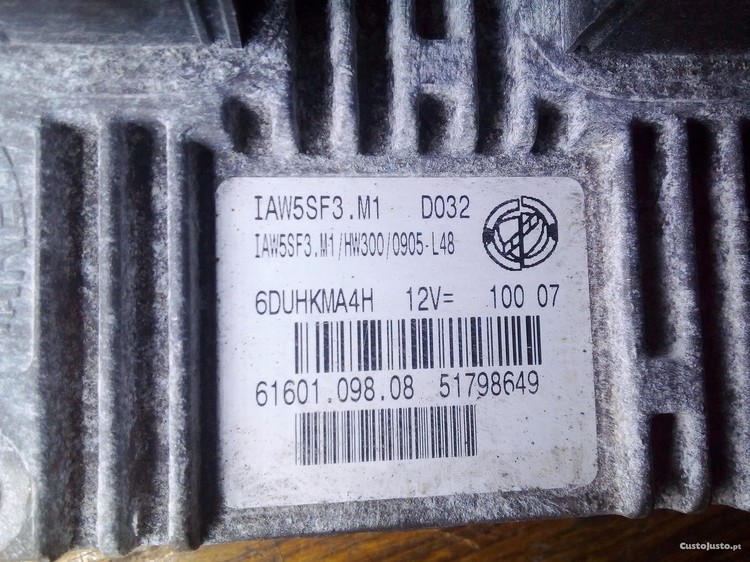 IAW5SF3.M1 D032
IAW5SF3.M1/HW300/0905-L48
6DUHKMA4H 12V= 100 07
61601.098.08 51798649
CustoJusto.pt